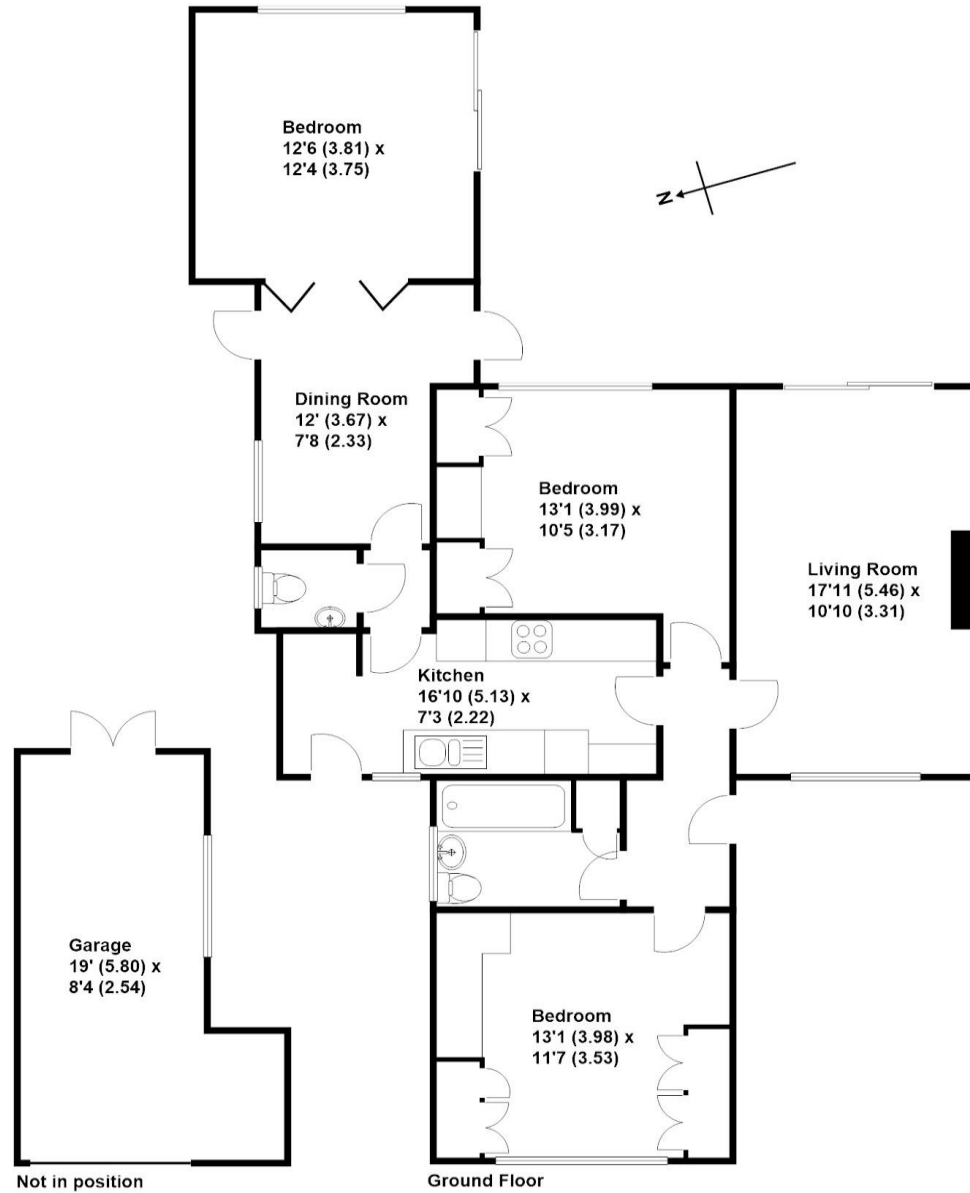 Bedroom
12'6 (3.81) x
12'4 (3.75)
N
Dining Room
12' (3.67) x
7'8 (2.33)
Bedroom
13'1 (3.99) x
10'5 (3.17)
Living Room
17'11 (5.46) x
10'10 (3.31)
Kitchen
16'10 (5.13) x
7'3 (2.22)
Garage
19' (5.80) x
8'4 (2.54)
Bedroom
13'1 (3.98) x
11'7 (3.53)
Not in position
Ground Floor